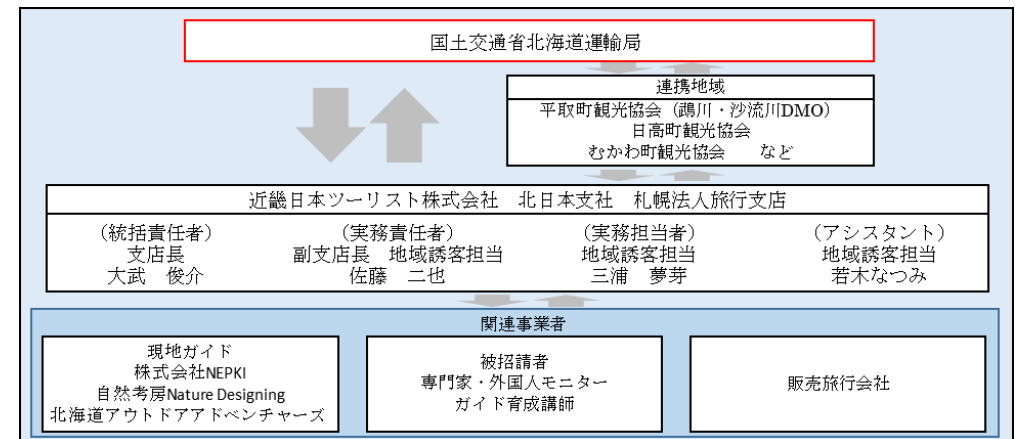 国土交通省北海道運輸局
連携地域
平取町観光協会（鵡川・沙流川DMO）
日高町観光協会
むかわ町観光協会　など
近畿日本ツーリスト株式会社　北日本支社　札幌法人旅行支店
（統括責任者）
支店長
大武　俊介
（実務責任者）
副支店長　地域誘客担当
佐藤　二也
（実務担当者）
地域誘客担当
三浦　夢芽
（アシスタント）
地域誘客担当
若木なつみ
関連事業者
現地ガイド
株式会社NEPKI
自然考房Nature Designing
北海道アウトドアアドベンチャーズ
被招請者
専門家・外国人モニター
ガイド育成講師
販売旅行会社